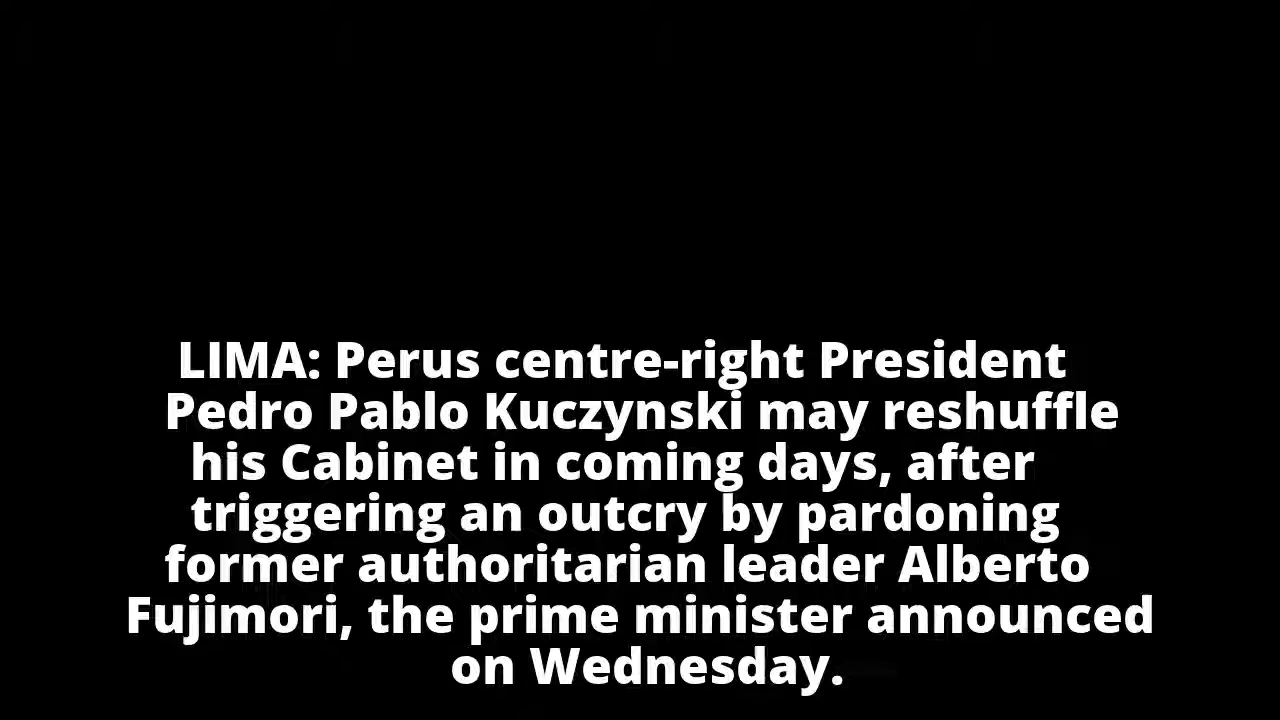 LIMA: Perus centre-right President
Pedro Pablo Kuczynski may reshuffle
his Cabinet in coming days, after
triggering an outcry by pardoning
former authoritarian leader Alberto
Fujimori, the prime minister announced
on Wednesday.